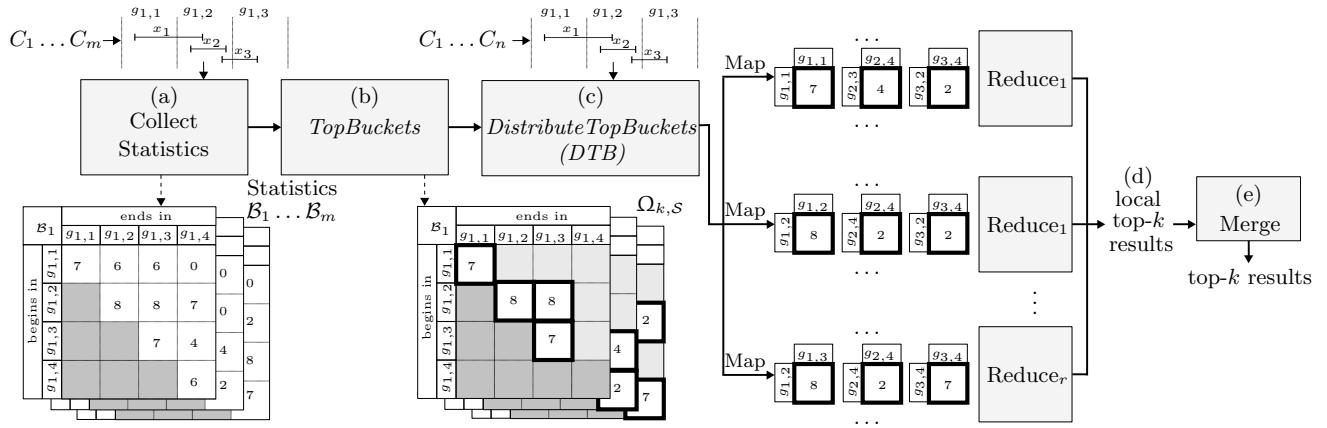 g1,1 g1,2 g1,3
C1 … Cm
x1
x2
x3
(a)
Collect
Statistics
(b)
TopBuckets
g1,1 g1,2 g1,3
C1 … Cn
x1
x2
x3
(c)
DistributeTopBuckets
(DTB)
Statistics
B1 … Bm
B1 ends in
g1,1 g1,2 g1,3 g1,4
begins in
g1,1 7 6 6 0
g1,2 8 8 7
g1,3 7 4
g1,4 6
0
0
4
2
0
2
8
7
Ωk,S
B1 ends in
g1,1 g1,2 g1,3 g1,4
begins in
g1,1 7
g1,2 8 8
g1,3 7
g1,4
4
2
2
7
Map
…
g1,1 g2,4 g3,4
g1,1 7 g2,3 4 g3,2 2
…
Reduce1
Map
…
g1,2 g2,4 g3,4
g1,2 8 g2,4 2 g3,2 2
…
Reduce1
⋮
Map
…
g1,3 g2,4 g3,4
g1,2 8 g2,4 2 g3,4 7
…
Reducer
(d)
local
top-k
results
(e)
Merge
top-k results